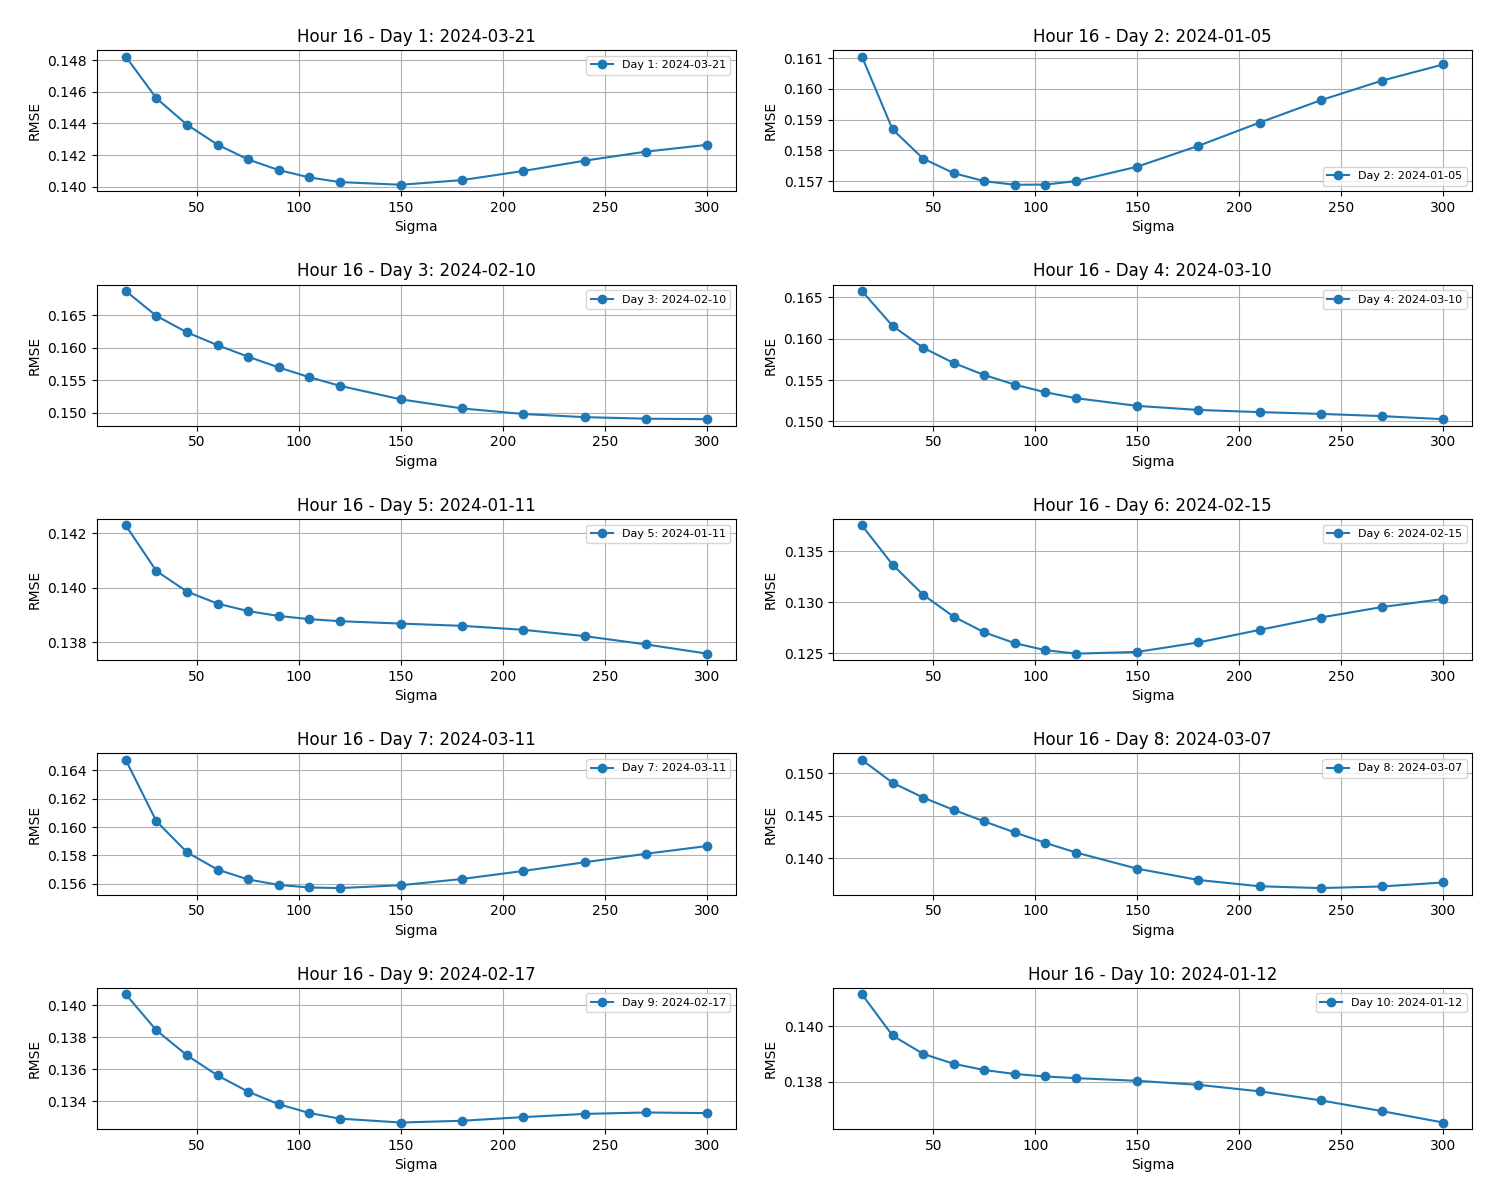 Hour 16 - Day 1: 2024-03-21
Day 1: 2024-03-21
RMSE
0.148
0.146
0.144
0.142
0.140
50 100 150 200 250 300
Sigma
Hour 16 - Day 2: 2024-01-05
Day 2: 2024-01-05
RMSE
0.161
0.160
0.159
0.158
0.157
50 100 150 200 250 300
Sigma
Hour 16 - Day 3: 2024-02-10
Day 3: 2024-02-10
RMSE
0.165
0.160
0.155
0.150
50 100 150 200 250 300
Sigma
Hour 16 - Day 4: 2024-03-10
Day 4: 2024-03-10
RMSE
0.165
0.160
0.155
0.150
50 100 150 200 250 300
Sigma
Hour 16 - Day 5: 2024-01-11
Day 5: 2024-01-11
RMSE
0.142
0.140
0.138
50 100 150 200 250 300
Sigma
Hour 16 - Day 6: 2024-02-15
Day 6: 2024-02-15
RMSE
0.135
0.130
0.125
50 100 150 200 250 300
Sigma
Hour 16 - Day 7: 2024-03-11
Day 7: 2024-03-11
RMSE
0.164
0.162
0.160
0.158
0.156
50 100 150 200 250 300
Sigma
Hour 16 - Day 8: 2024-03-07
Day 8: 2024-03-07
RMSE
0.150
0.145
0.140
50 100 150 200 250 300
Sigma
Hour 16 - Day 9: 2024-02-17
Day 9: 2024-02-17
RMSE
0.140
0.138
0.136
0.134
50 100 150 200 250 300
Sigma
Hour 16 - Day 10: 2024-01-12
Day 10: 2024-01-12
RMSE
0.140
0.138
50 100 150 200 250 300
Sigma